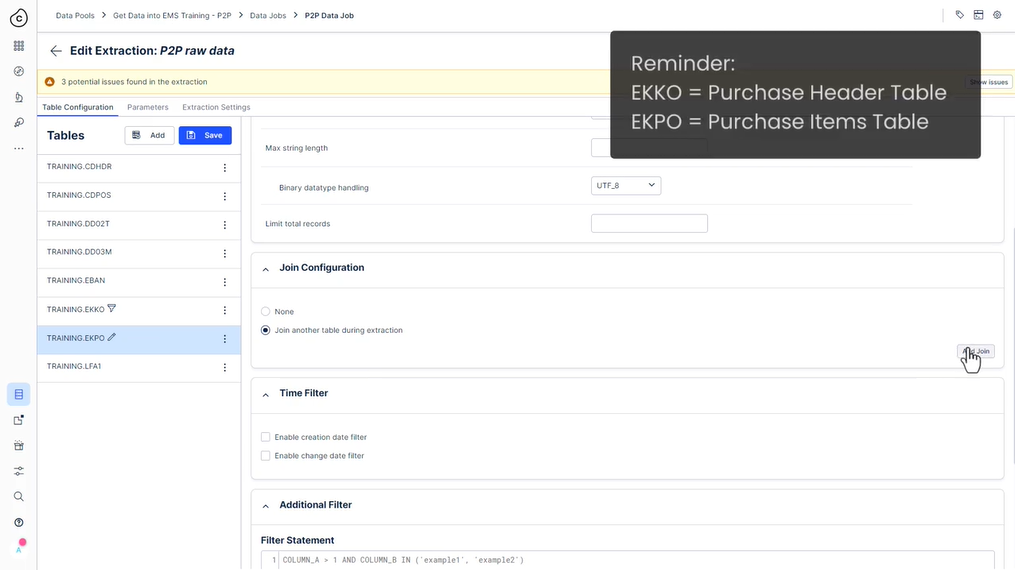 Data Pools > Get Data into EMS Training - P2P > Data Jobs > P2P Data Job
Edit Extraction: P2P raw data
Reminder:
EKKO = Purchase Header Table
EKPO = Purchase Items Table
3 potential issues found in the extraction
Show issues
Table Configuration Parameters Extraction Settings
Tables Add Save
TRAINING.CDHDR
TRAINING.CDPOS
TRAINING.DD02T
TRAINING.DD03M
TRAINING.EBAN
TRAINING.EKKO
TRAINING.EKPO
TRAINING.LFA1
Max string length
Binary datatype handling UTF_8
Limit total records
Join Configuration
None
Join another table during extraction
Add Join
Time Filter
Enable creation date filter
Enable change date filter
Additional Filter
Filter Statement
1 COLUMN_A > 1 AND COLUMN_B IN ('example1', 'example2')
A